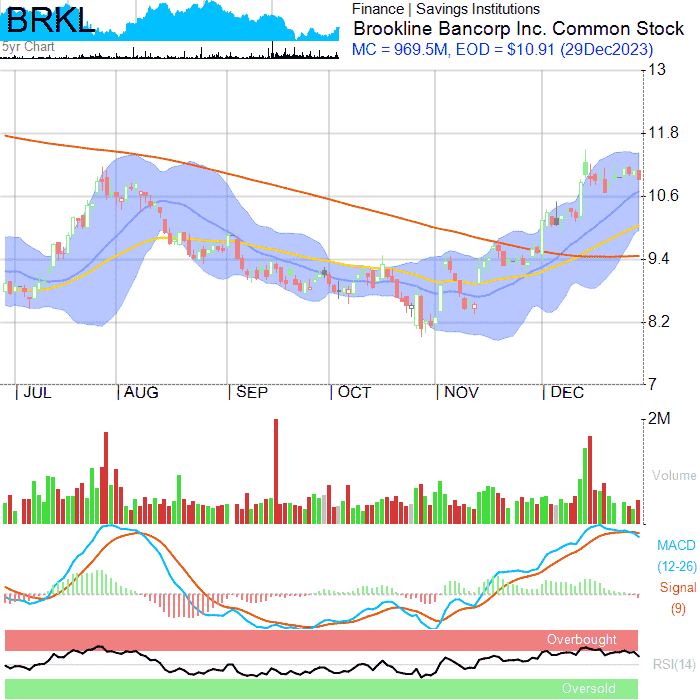 BRKL
Finance | Savings Institutions
Brookline Bancorp Inc. Common Stock
5yr Chart
MC = 969.5M, EOD = $10.91 (29Dec2023)
13
11.8
10.6
9.4
8.2
7
JUL AUG SEP OCT NOV DEC
2M
Volume
MACD
(12-26)
Signal
(9)
Overbought
RSI(14)
Oversold